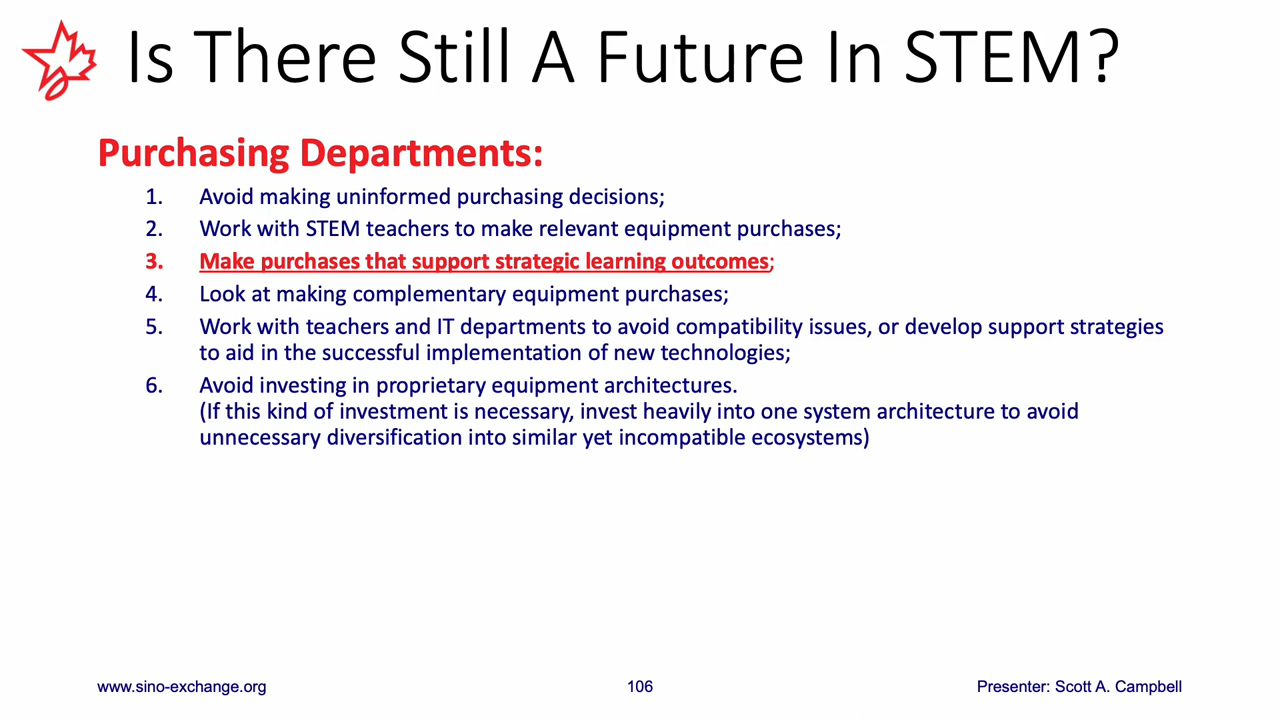 Is There Still A Future In STEM?
Purchasing Departments:
1. Avoid making uninformed purchasing decisions;
2. Work with STEM teachers to make relevant equipment purchases;
3. Make purchases that support strategic learning outcomes;
4. Look at making complementary equipment purchases;
5. Work with teachers and IT departments to avoid compatibility issues, or develop support strategies
to aid in the successful implementation of new technologies;
6. Avoid investing in proprietary equipment architectures.
(If this kind of investment is necessary, invest heavily into one system architecture to avoid
unnecessary diversification into similar yet incompatible ecosystems)
www.sino-exchange.org 106 Presenter: Scott A. Campbell